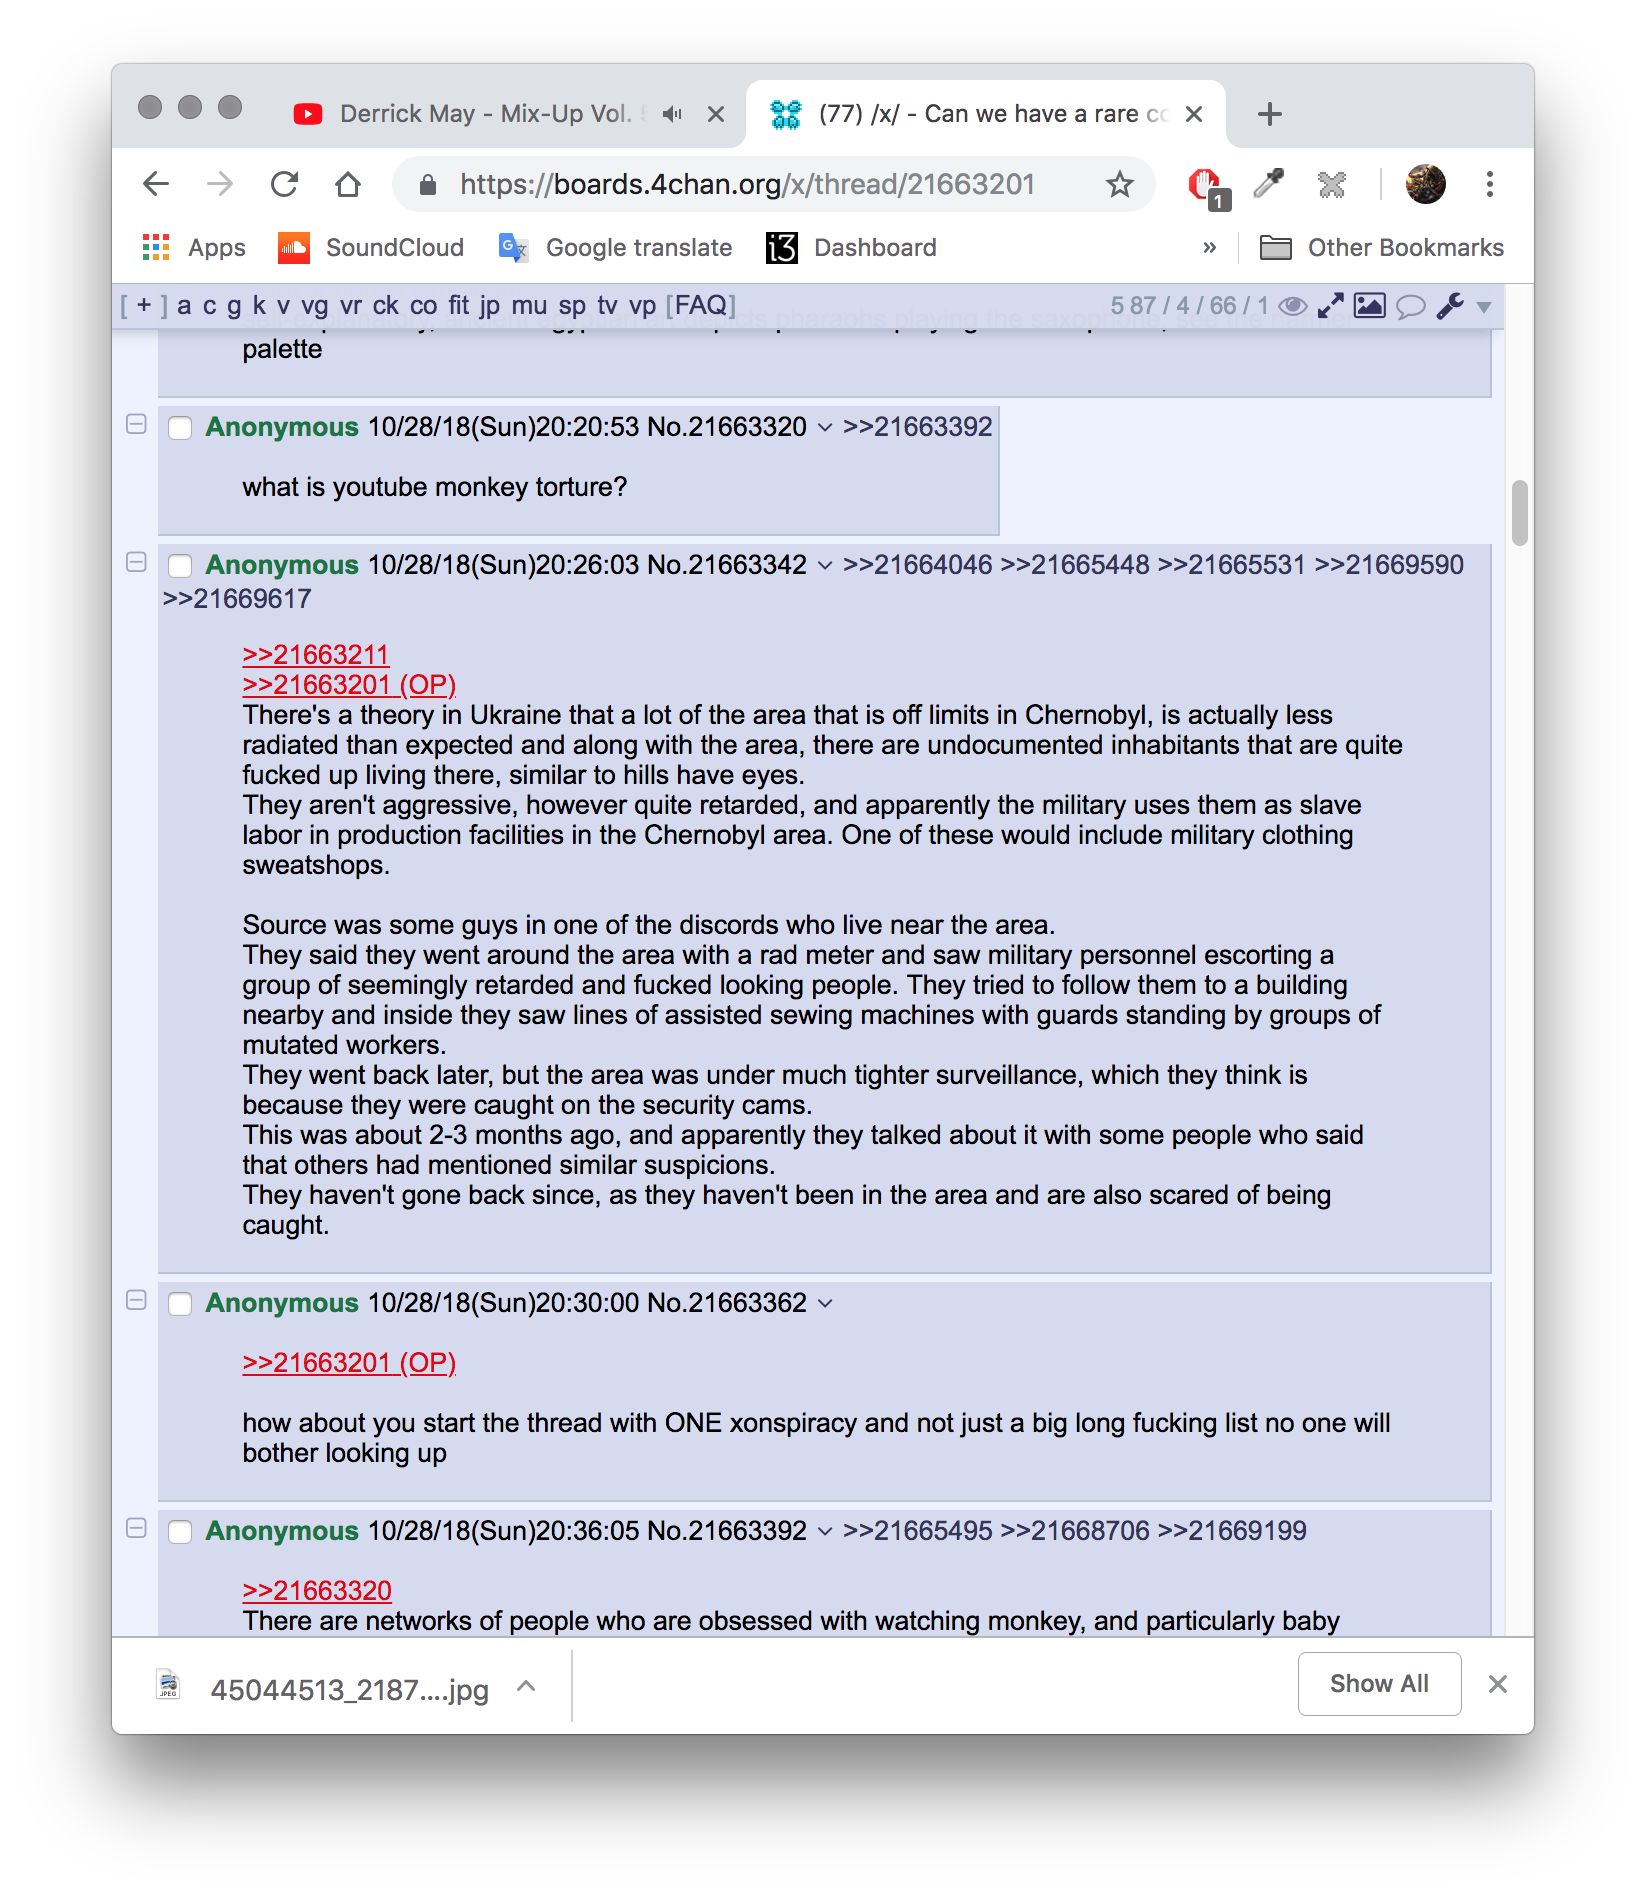 Derrick May - Mix-Up Vol. 5
(77) /x/ - Can we have a rare co
https://boards.4chan.org/x/thread/21663201
1
Apps
SoundCloud
Google translate
i3 Dashboard
»
Other Bookmarks
[ + ] a c g k v vg vr ck co fit jp mu sp tv vp [FAQ]
5 87 / 4 / 66 / 1
palette
Anonymous 10/28/18(Sun)20:20:53 No.21663320 >>21663392
what is youtube monkey torture?
Anonymous 10/28/18(Sun)20:26:03 No.21663342 >>21664046 >>21665448 >>21665531 >>21669590
>>21669617
>>21663211
>>21663201 (OP)
There's a theory in Ukraine that a lot of the area that is off limits in Chernobyl, is actually less
radiated than expected and along with the area, there are undocumented inhabitants that are quite
fucked up living there, similar to hills have eyes.
They aren't aggressive, however quite retarded, and apparently the military uses them as slave
labor in production facilities in the Chernobyl area. One of these would include military clothing
sweatshops.
Source was some guys in one of the discords who live near the area.
They said they went around the area with a rad meter and saw military personnel escorting a
group of seemingly retarded and fucked looking people. They tried to follow them to a building
nearby and inside they saw lines of assisted sewing machines with guards standing by groups of
mutated workers.
They went back later, but the area was under much tighter surveillance, which they think is
because they were caught on the security cams.
This was about 2-3 months ago, and apparently they talked about it with some people who said
that others had mentioned similar suspicions.
They haven't gone back since, as they haven't been in the area and are also scared of being
caught.
Anonymous 10/28/18(Sun)20:30:00 No.21663362
>>21663201 (OP)
how about you start the thread with ONE xonspiracy and not just a big long fucking list no one will
bother looking up
Anonymous 10/28/18(Sun)20:36:05 No.21663392 >>21665495 >>21668706 >>21669199
>>21663320
There are networks of people who are obsessed with watching monkey, and particularly baby
JPEG
45044513_2187....jpg
Show All